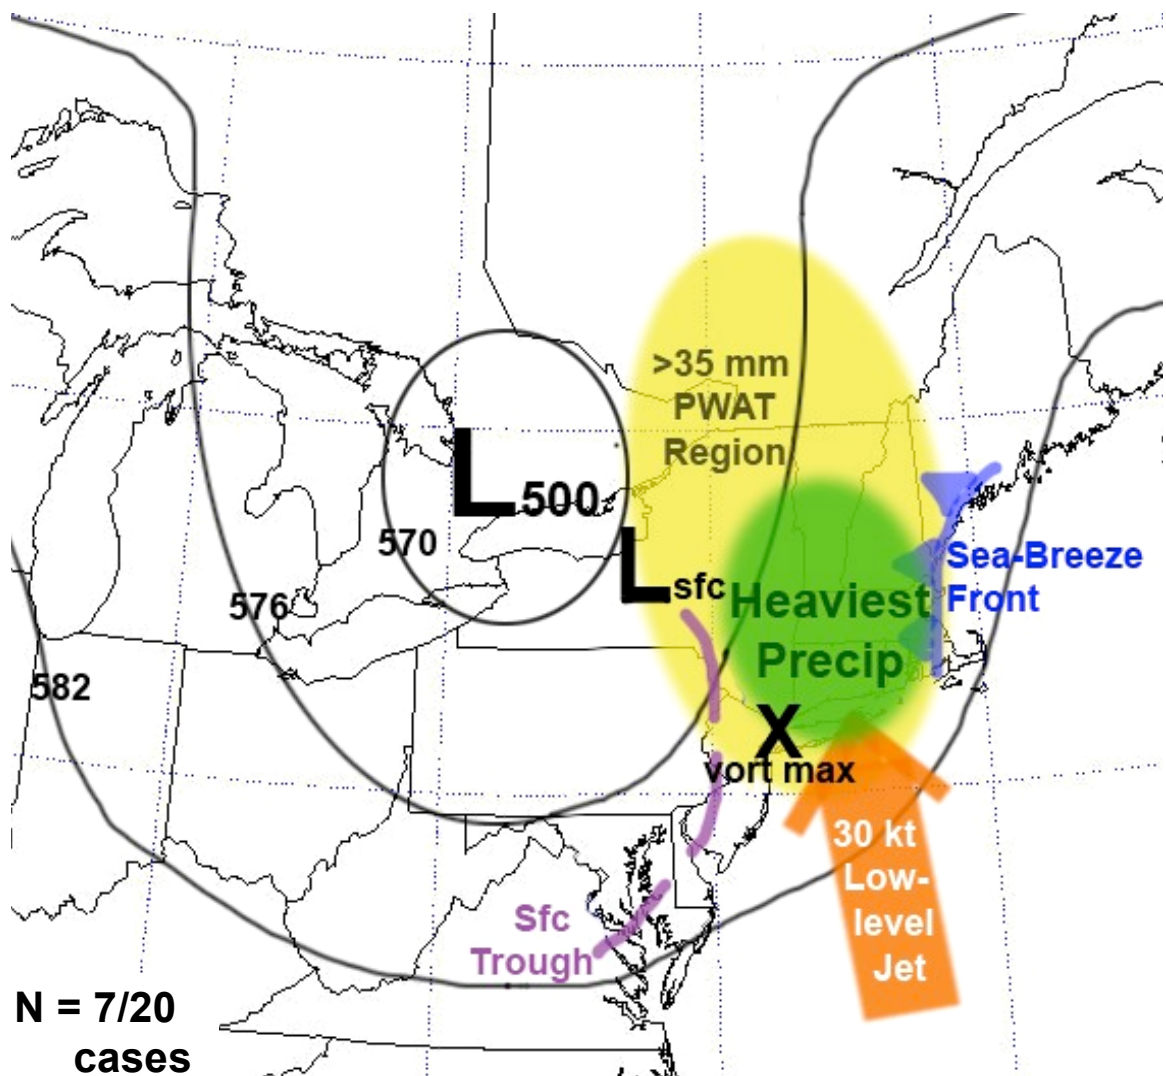 >35 mm
PWAT
Region
L500
570
Lsfc
Sea-Breeze
Front
576
Heaviest
Precip
582
X
vort max
30 kt
Low-
level
Jet
Sfc
Trough
N = 7/20
cases